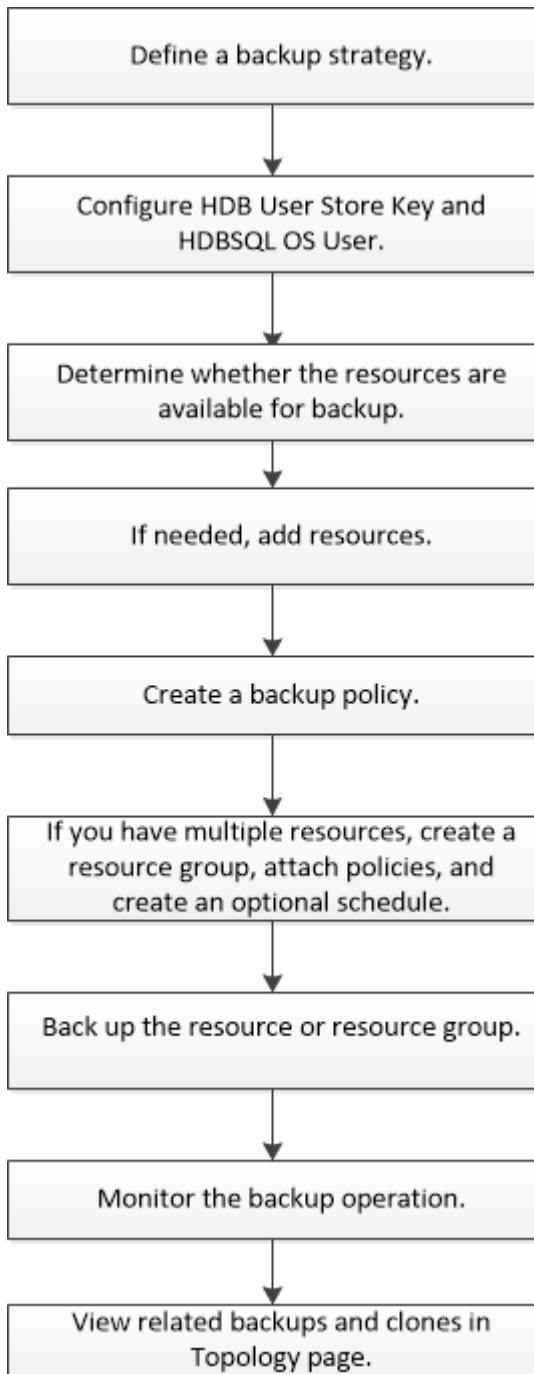 Define a backup strategy.
Configure HDB User Store Key and
HDBSQL OS User.
Determine whether the resources are
available for backup.
If needed, add resources.
Create a backup policy.
If you have multiple resources, create a
resource group, attach policies, and
create an optional schedule.
Back up the resource or resource group.
Monitor the backup operation.
View related backups and clones in
Topology page.